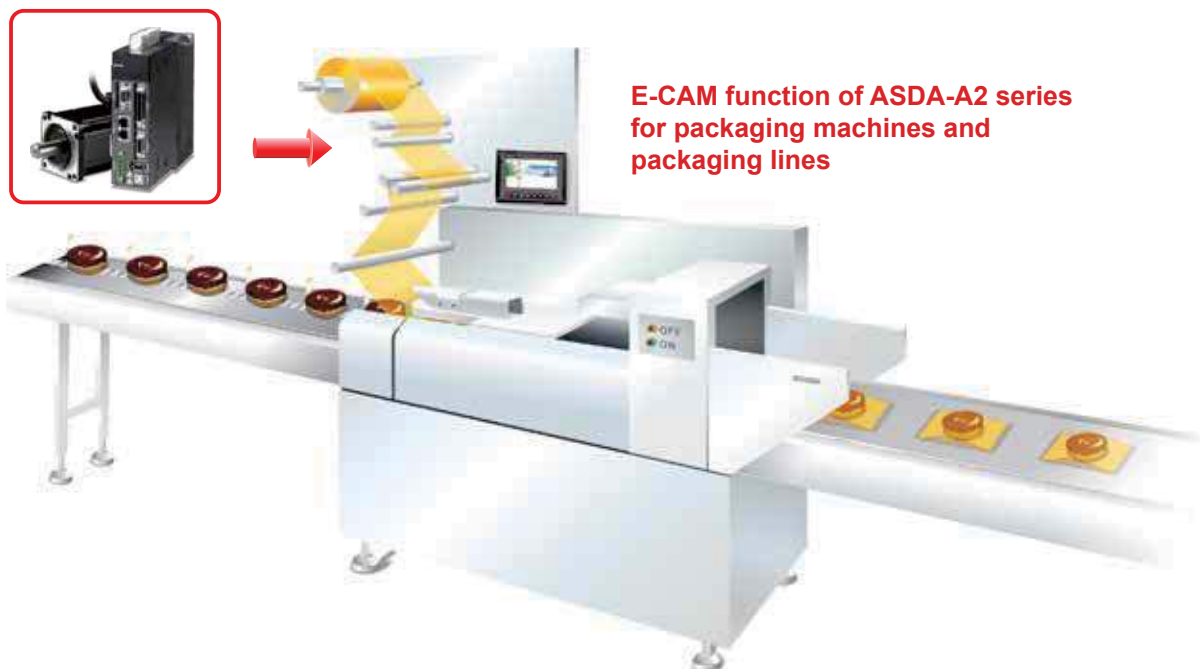 E-CAM function of ASDA-A2 series
for packaging machines and
packaging lines
OFF
ON